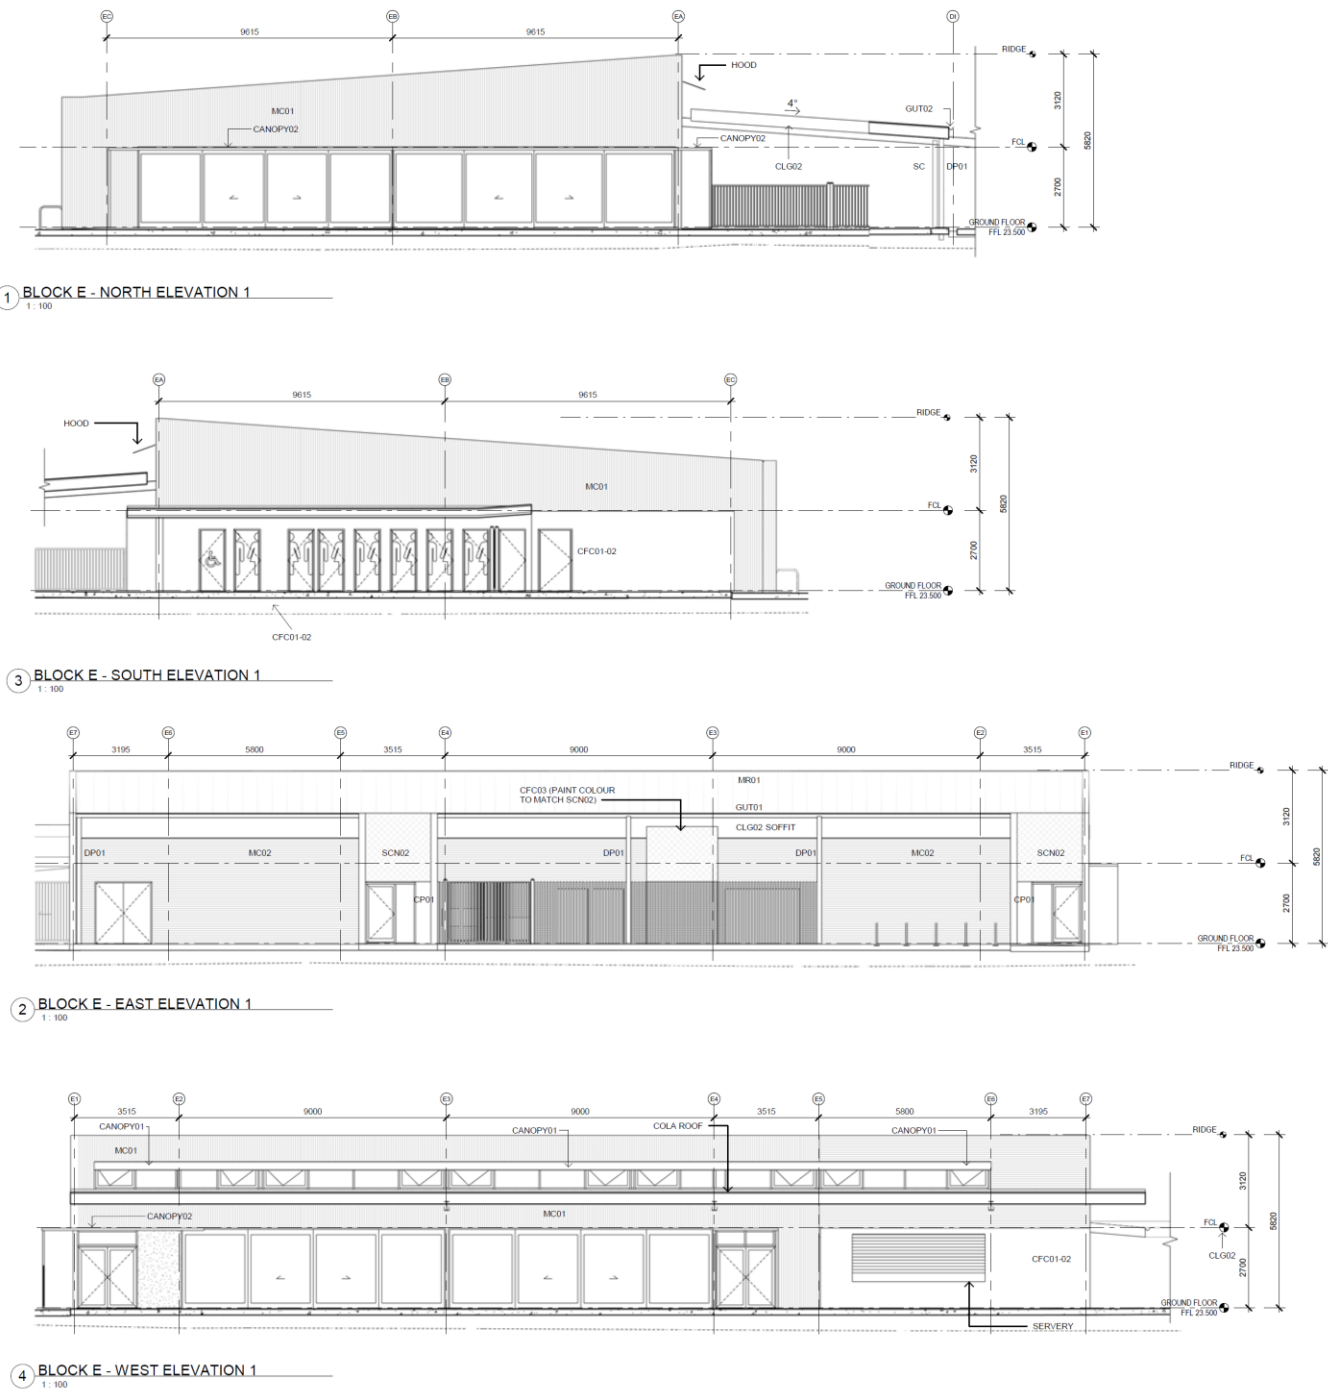 EC EB EA DI
9615 9615
RIDGE
HOOD
MC01
4°
GUT02
3120
CANOPY02
CANOPY02
CLG02
FCL
5820
SC DP01
2700
GROUND FLOOR
FFL 23.500
1 BLOCK E - NORTH ELEVATION 1
1 : 100
EA EB EC
9615 9615
RIDGE
HOOD
3120
MC01
FCL
5820
CFC01-02
2700
GROUND FLOOR
FFL 23.500
CFC01-02
3 BLOCK E - SOUTH ELEVATION 1
1 : 100
E7 E6 E5 E4 E3 E2 E1
3195 5800 3515 9000 9000 3515
RIDGE
MR01
CFC03 (PAINT COLOUR
TO MATCH SCN02)
GUT01
3120
CLG02 SOFFIT
DP01 MC02 SCN02 DP01 DP01 MC02 SCN02
FCL
5820
CP01 CP01
2700
GROUND FLOOR
FFL 23.500
2 BLOCK E - EAST ELEVATION 1
1 : 100
E1 E2 E3 E4 E5 E6 E7
3515 9000 9000 3515 5800 3195
CANOPY01 CANOPY01 COLA ROOF CANOPY01
RIDGE
MC01
3120
CANOPY02 MC01
FCL
5820
CLG02
CFC01-02
2700
GROUND FLOOR
FFL 23.500
SERVERY
4 BLOCK E - WEST ELEVATION 1
1 : 100